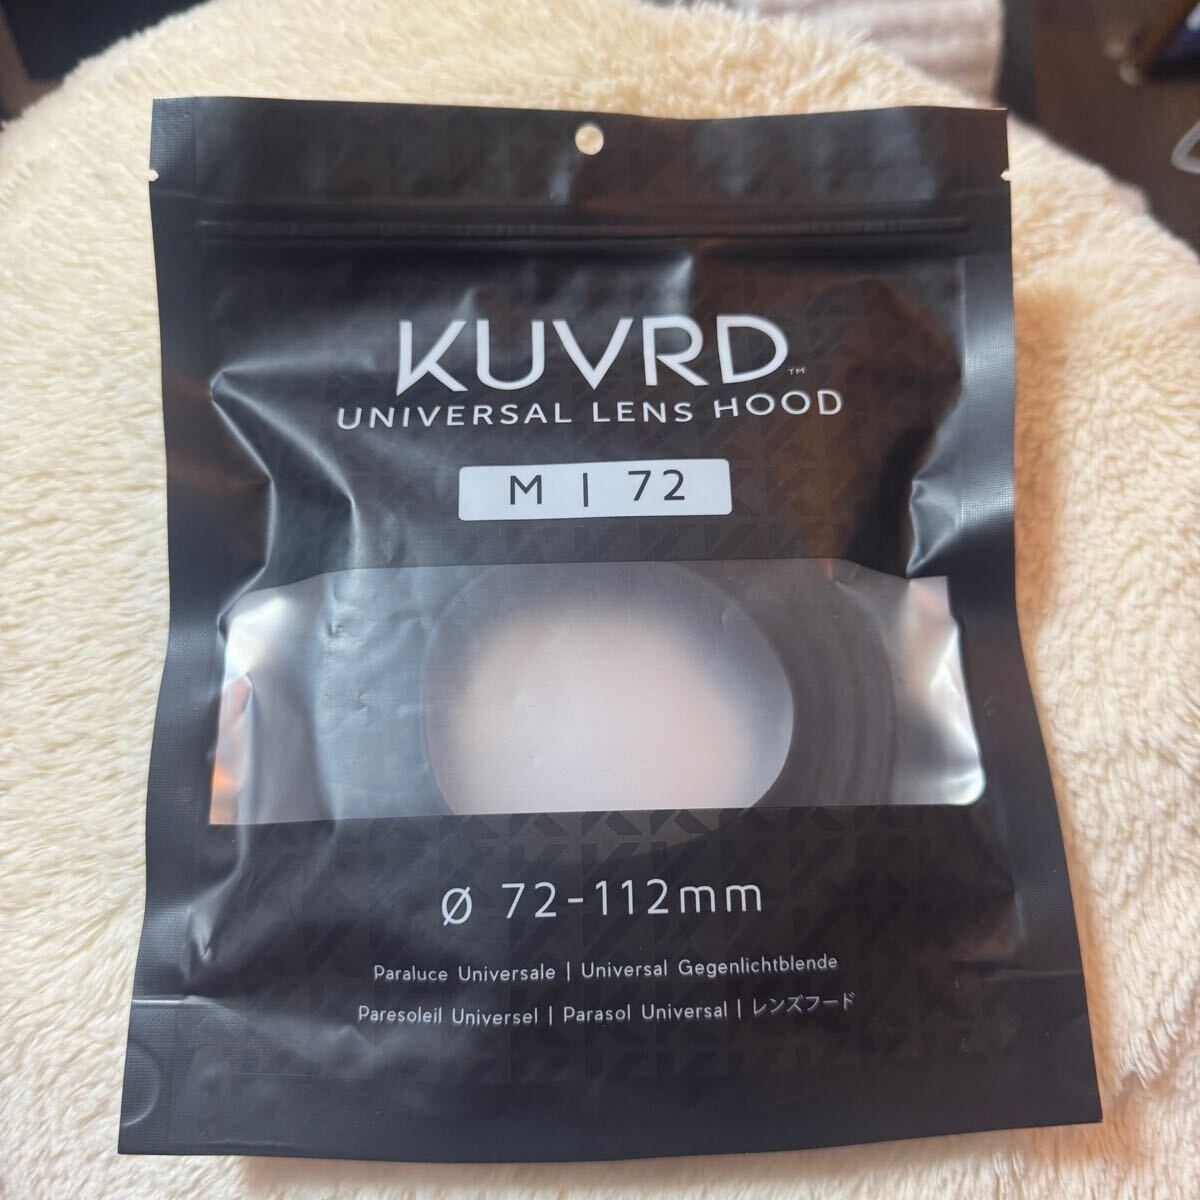 KUVRD™
UNIVERSAL LENS HOOD
M | 72
Ø 72-112mm
Paraluce Universale | Universal Gegenlichtblende
Paresoleil Universel | Parasol Universal | レンズフード